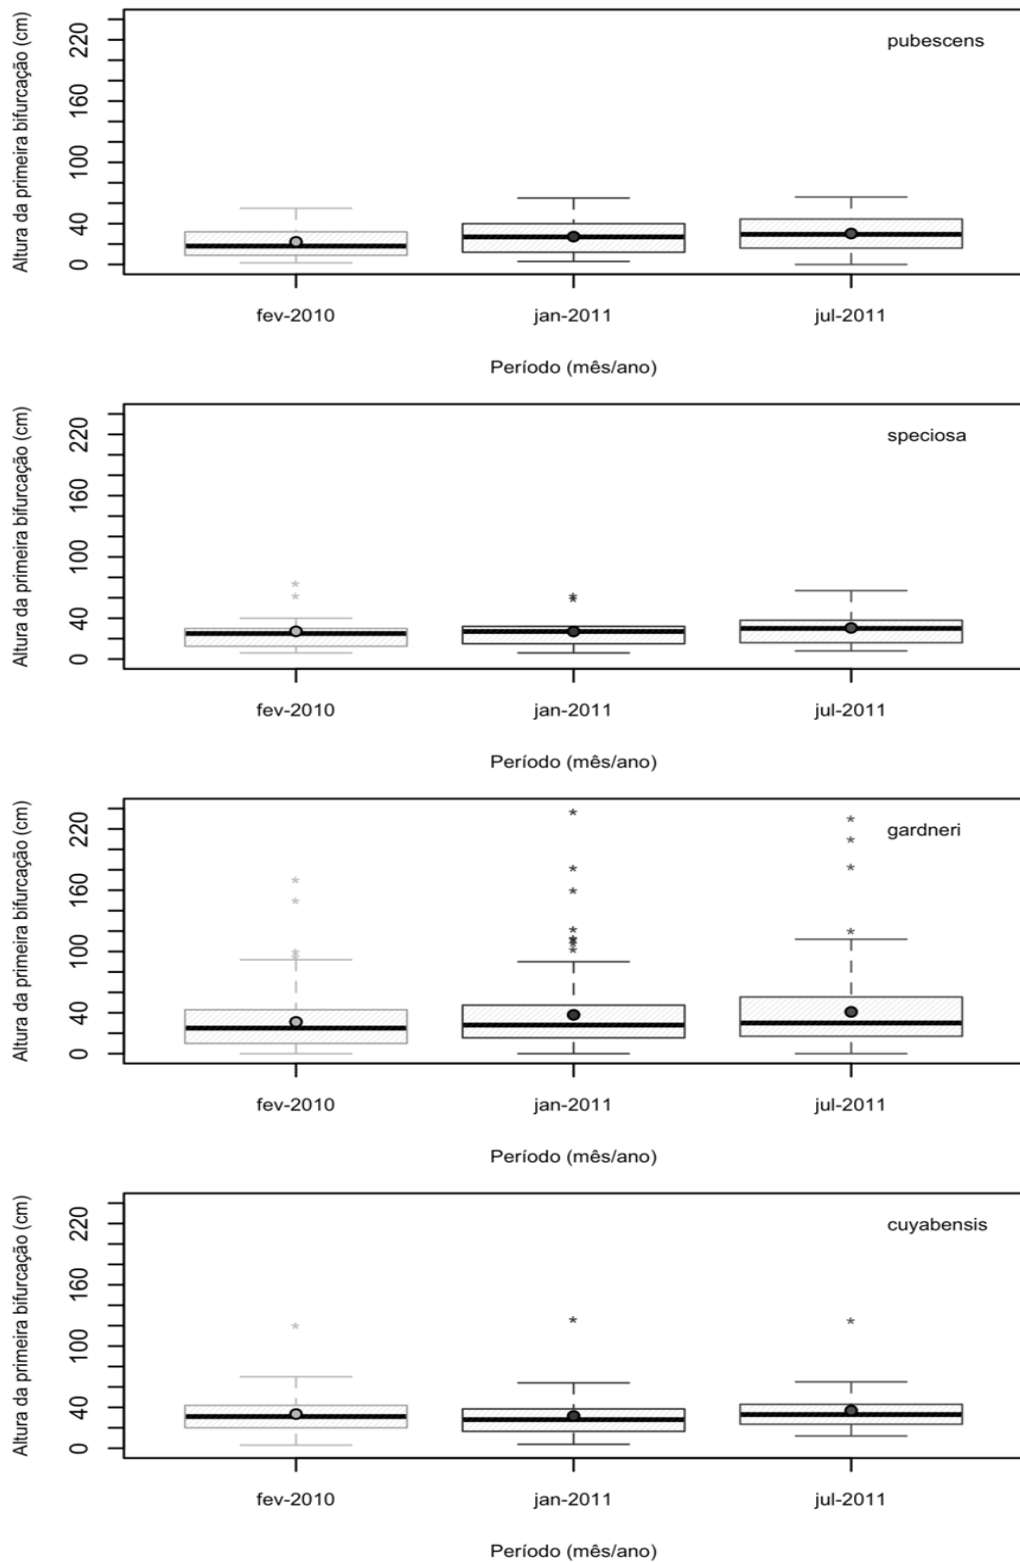 Altura da primeira bifurcação (cm)
220
160
100
40
0
pubescens
fev-2010
jan-2011
jul-2011
Período (mês/ano)
Altura da primeira bifurcação (cm)
220
160
100
40
0
speciosa
fev-2010
jan-2011
jul-2011
Período (mês/ano)
Altura da primeira bifurcação (cm)
220
160
100
40
0
gardneri
fev-2010
jan-2011
jul-2011
Período (mês/ano)
Altura da primeira bifurcação (cm)
220
160
100
40
0
cuyabensis
fev-2010
jan-2011
jul-2011
Período (mês/ano)